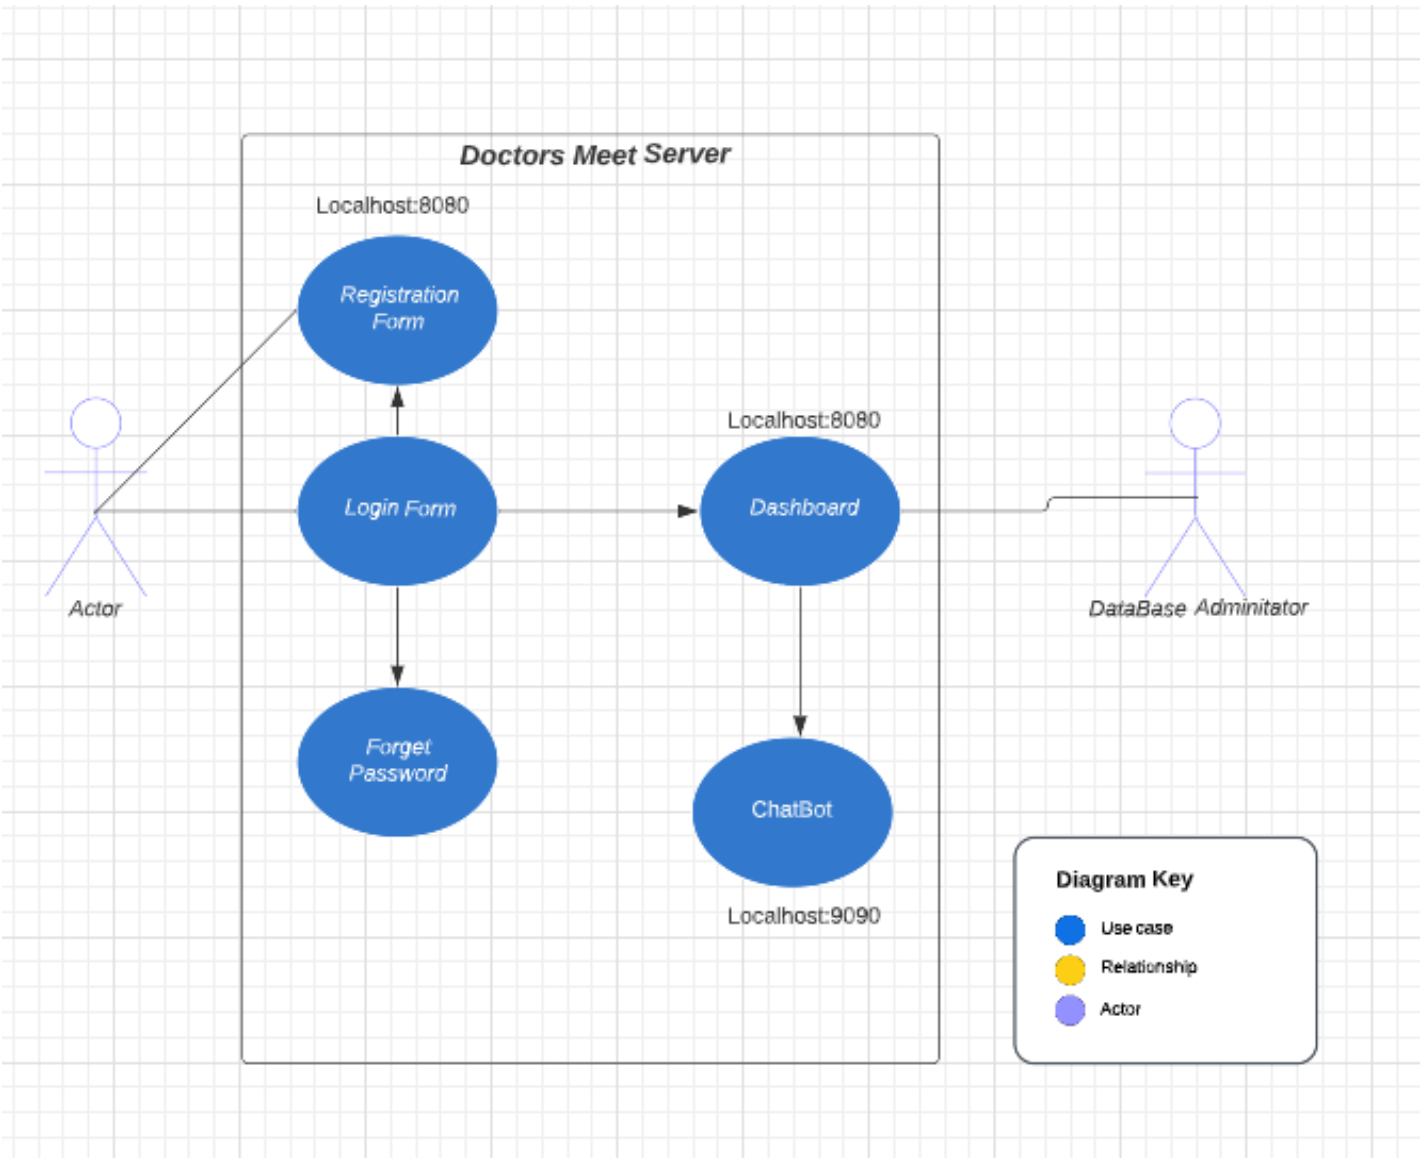 Doctors Meet Server
Localhost:8080
Registration
Form
Localhost:8080
Login Form
Dashboard
Actor
DataBase Adminitator
Forget
Password
ChatBot
Localhost:9090
Diagram Key
Use case
Relationship
Actor